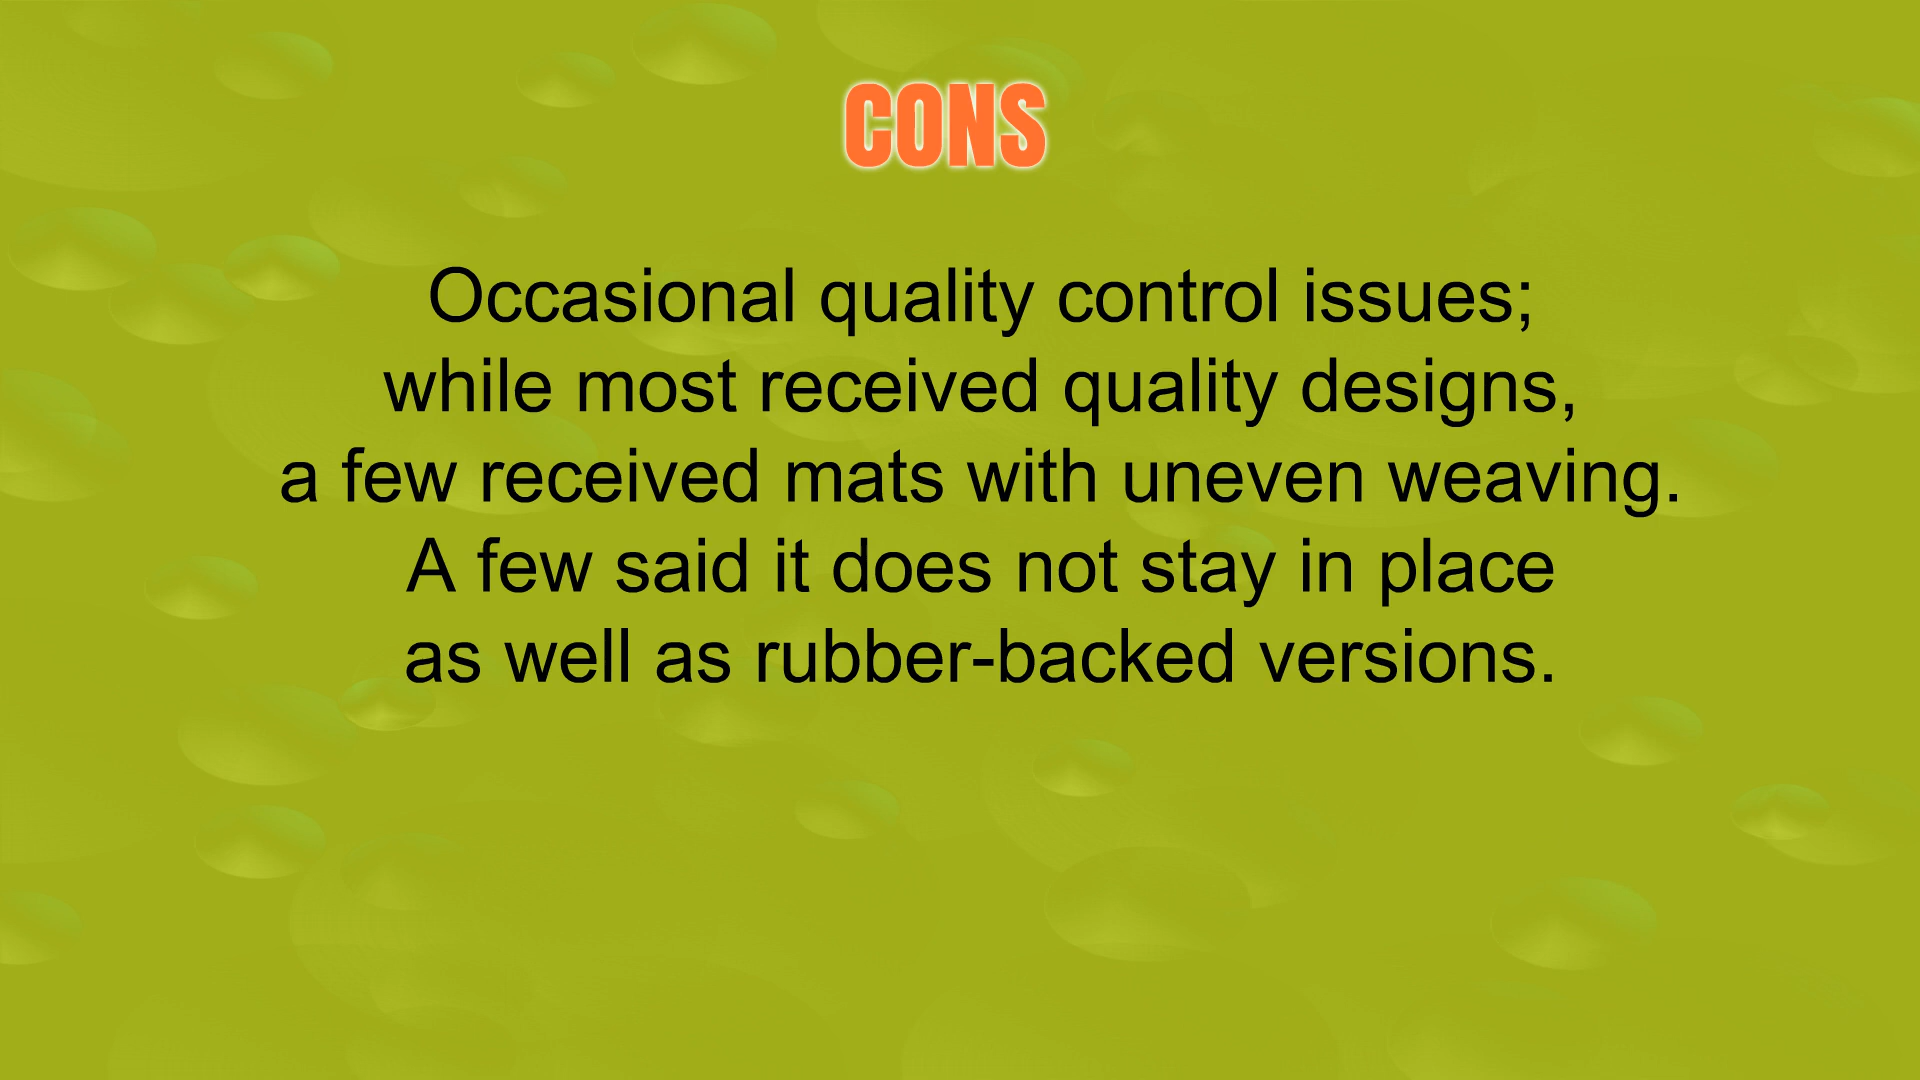 CONS
Occasional quality control issues;
while most received quality designs,
a few received mats with uneven weaving.
A few said it does not stay in place
as well as rubber-backed versions.